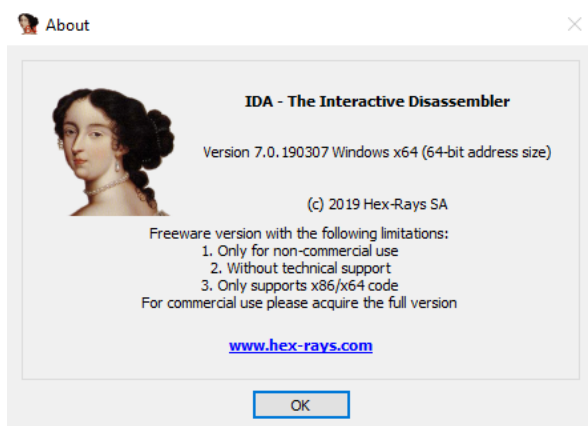 About
IDA - The Interactive Disassembler
Version 7.0.190307 Windows x64 (64-bit address size)
(c) 2019 Hex-Rays SA
Freeware version with the following limitations:
1. Only for non-commercial use
2. Without technical support
3. Only supports x86/x64 code
For commercial use please acquire the full version
www.hex-rays.com
OK